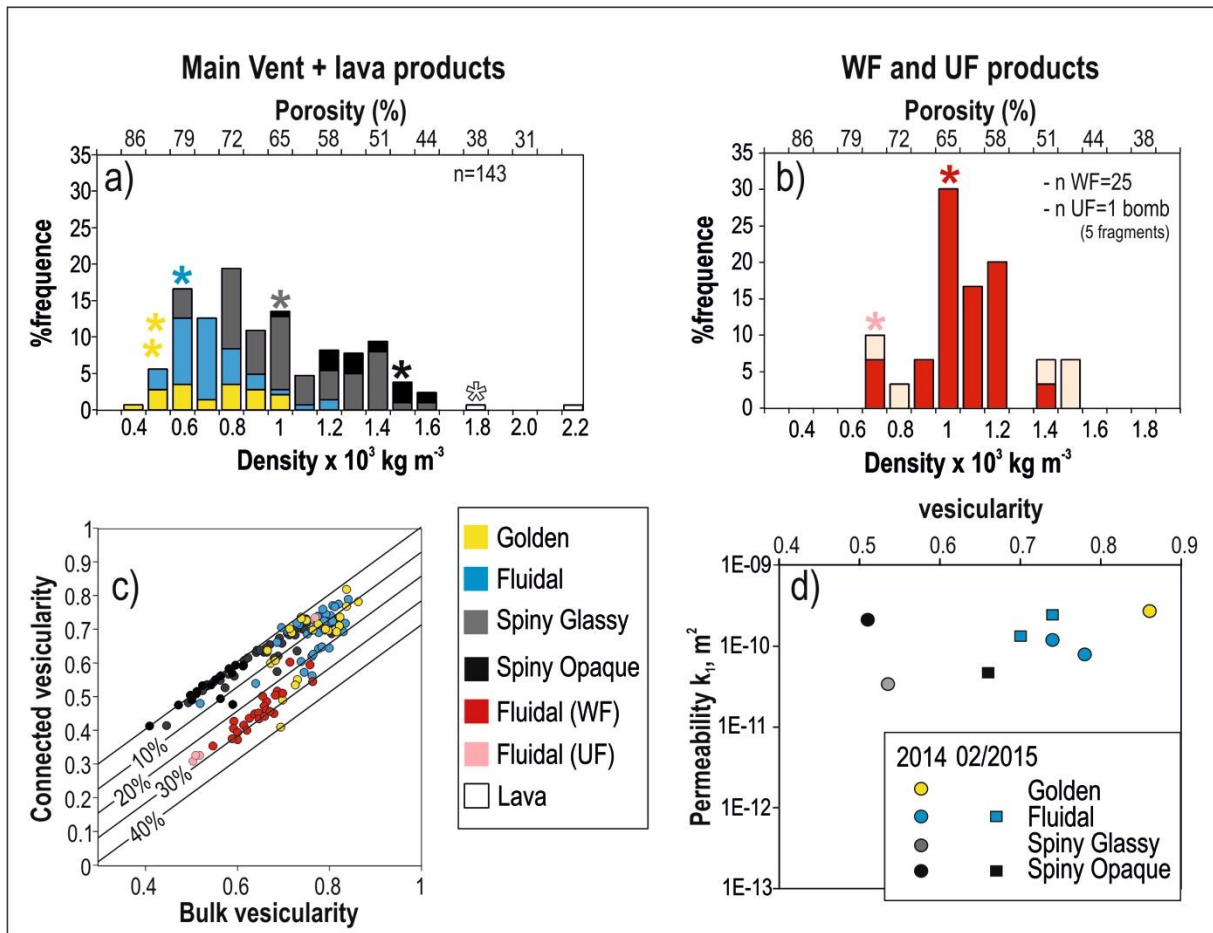 Main Vent + lava products
Porosity (%)
86 79 72 65 58 51 44 38 31
35
30
25
20
15
10
5
0
%frequence
a)
n=143
0.4 0.6 0.8 1 1.2 1.4 1.6 1.8 2.0 2.2
Density x 10³ kg m⁻³
WF and UF products
Porosity (%)
86 79 72 65 58 51 44 38
35
30
25
20
15
10
5
0
%frequence
b)
- n WF=25
- n UF=1 bomb
(5 fragments)
0.4 0.6 0.8 1 1.2 1.4 1.6 1.8
Density x 10³ kg m⁻³
1
0.9
0.8
0.7
0.6
0.5
0.4
0.3
0.2
0.1
0
Connected vesicularity
c)
10%
20%
30%
40%
0.4 0.6 0.8 1
Bulk vesicularity
Golden
Fluidal
Spiny Glassy
Spiny Opaque
Fluidal (WF)
Fluidal (UF)
Lava
vesicularity
0.4 0.5 0.6 0.7 0.8 0.9
1E-09
1E-10
1E-11
1E-12
1E-13
Permeability k₁, m²
d)
2014 02/2015
Golden
Fluidal
Spiny Glassy
Spiny Opaque